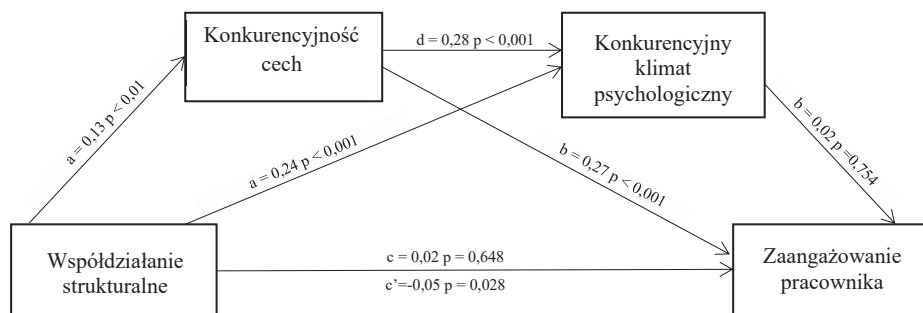 Konkurencyjność
cech
d = 0,28 p < 0,001
Konkurencyjny
klimat
psychologiczny
a = 0,13 p < 0,01
a = 0,24 p < 0,001
b = 0,27 p < 0,001
b = 0,02 p =0,754
Współdziałanie
strukturalne
c = 0,02 p = 0,648
c’=-0,05 p = 0,028
Zaangażowanie
pracownika